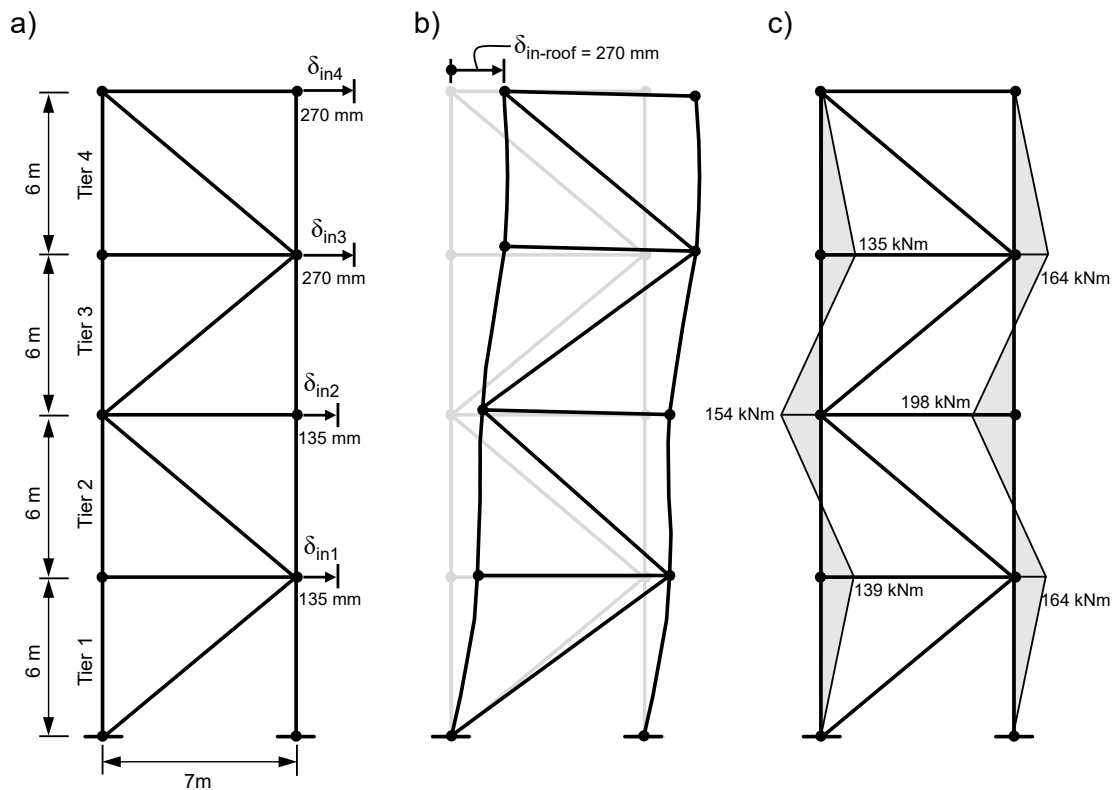 a)
δin4
270 mm
6 m
Tier 4
δin3
270 mm
6 m
Tier 3
δin2
135 mm
6 m
Tier 2
δin1
135 mm
6 m
Tier 1
7m
b)
δin-roof = 270 mm
c)
135 kNm
164 kNm
154 kNm
198 kNm
139 kNm
164 kNm